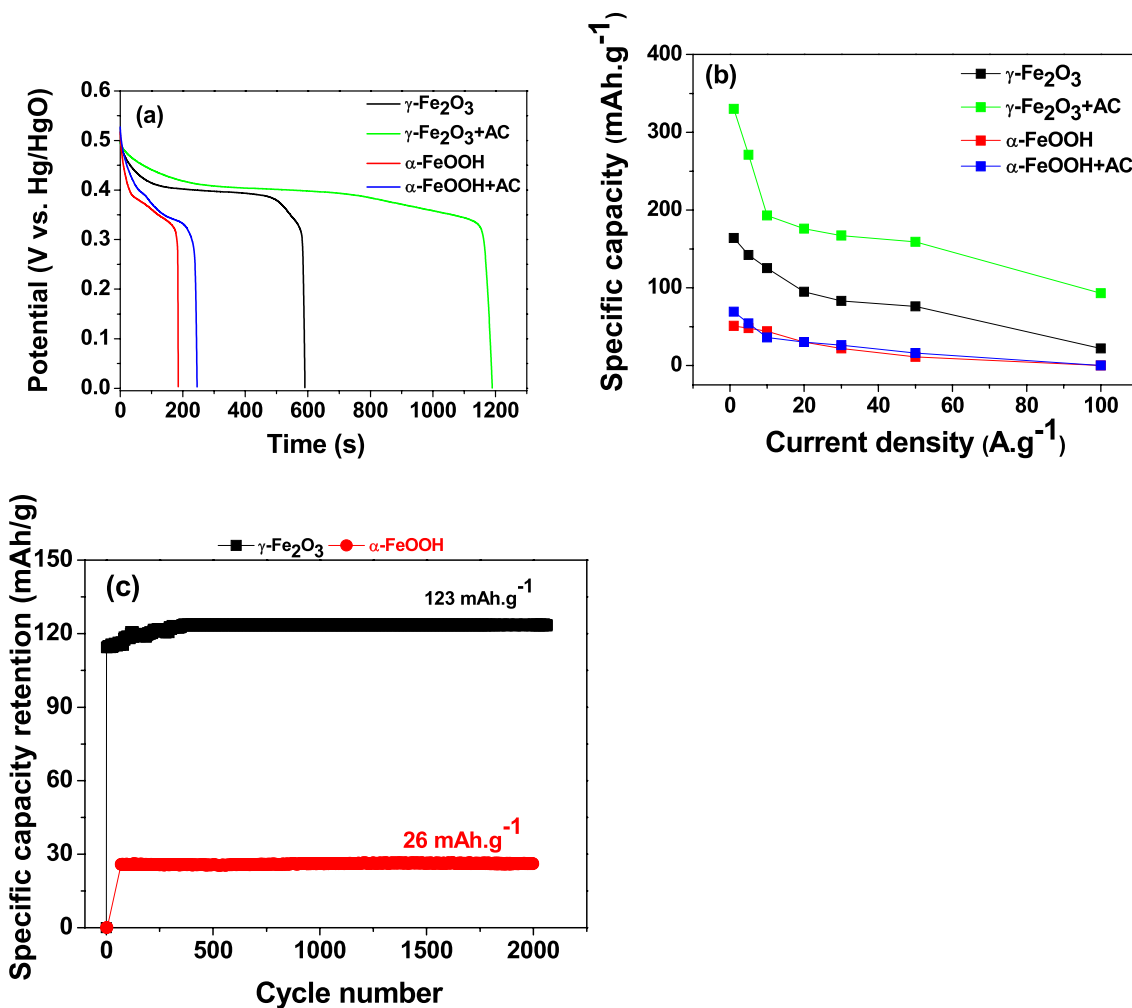 (a)
γ-Fe2O3
γ-Fe2O3+AC
α-FeOOH
α-FeOOH+AC
0.6
0.5
0.4
0.3
0.4
0.1
0.0
Potential (V vs. Hg/HgO)
0 200 400 600 800 1000 1200
Time (s)
(b)
γ-Fe2O3
γ-Fe2O3+AC
α-FeOOH
α-FeOOH+AC
400
300
200
100
0
Specific capacity (mAh.g-1)
0 20 40 60 80 100
Current density (A.g-1)
γ-Fe2O3 α-FeOOH
(c)
123 mAh.g-1
26 mAh.g-1
150
120
90
60
30
0
Specific capacity retention (mAh/g)
0 500 1000 1500 2000
Cycle number